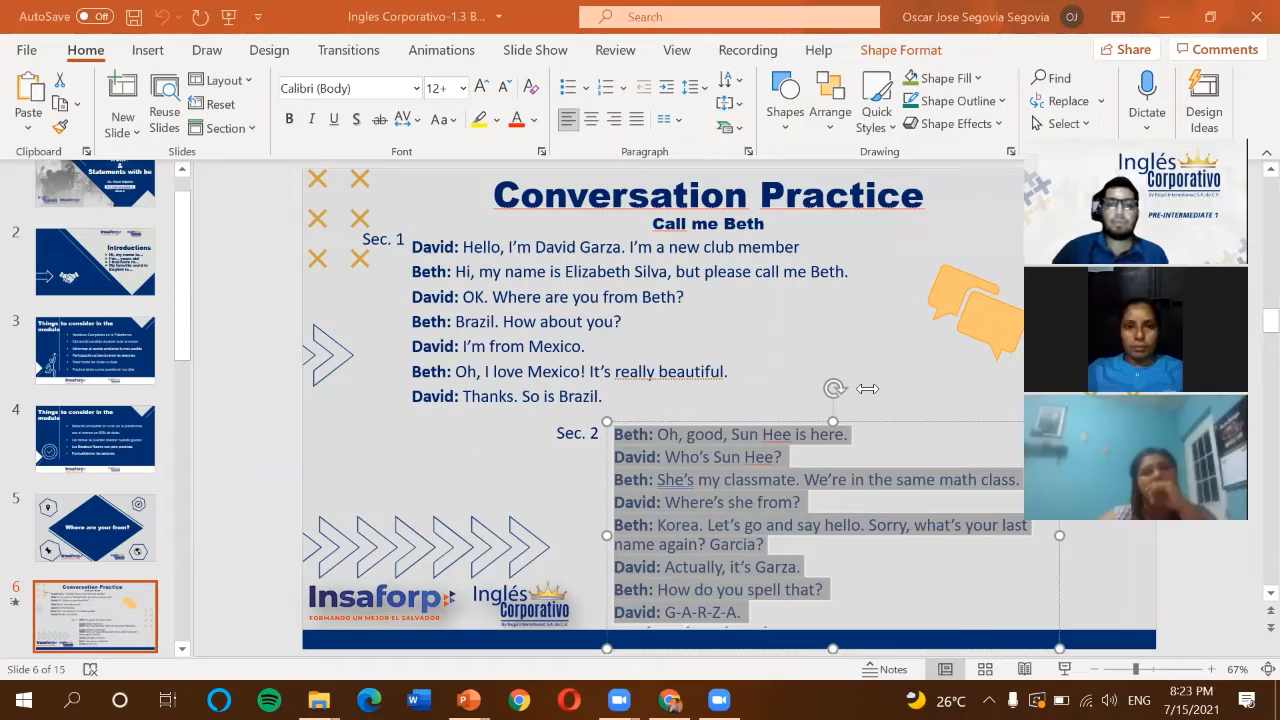 AutoSave Off
Ingles Corporativo-1.3 B...
Search
Oscar Jose Segovia Segovia OJ
File Home Insert Draw Design Transitions Animations Slide Show Review View Recording Help Shape Format
Share
Comments
Paste
New Slide
Reuse Slides
Layout
Reset
Section
Calibri (Body) 12+
Shapes
Arrange
Quick Styles
Shape Fill
Shape Outline
Shape Effects
Find
Replace
Select
Dictate
Design Ideas
Clipboard
Slides
Font
Paragraph
Drawing
&
Statements with be
2
Introductions
3
Things to consider in the module
4
Things to consider in the module
5
Where are your from?
6
Conversation Practice
Conversation Practice
Call me Beth
Sec. 1
David: Hello, I'm David Garza. I'm a new club member
Beth: Hi, my name is Elizabeth Silva, but please call me Beth.
David: OK. Where are you from Beth?
Beth: Brazil. How about you?
David: I'm from Mexico.
Beth: Oh, I love Mexico! It's really beautiful.
David: Thanks. So is Brazil.
Sec. 2
Beth: Oh, good, Sun Hee is here.
David: Who's Sun Hee?
Beth: She's my classmate. We're in the same math class.
David: Where's she from?
Beth: Korea. Let's go and say hello. Sorry, what's your last
name again? Garcia?
David: Actually, it's Garza.
Beth: How do you spell that?
David: G-A-R-Z-A.
FORMANDO UN MEJOR EL SALVADOR
Inglés
Corporativo
By Regal International S.A. de C.V
Inglés
Corporativo
By Regal International, S.A. de C.V
PRE-INTERMEDIATE 1
Slide 6 of 15
Notes
67%
26°C
ENG
8:23 PM
7/15/2021